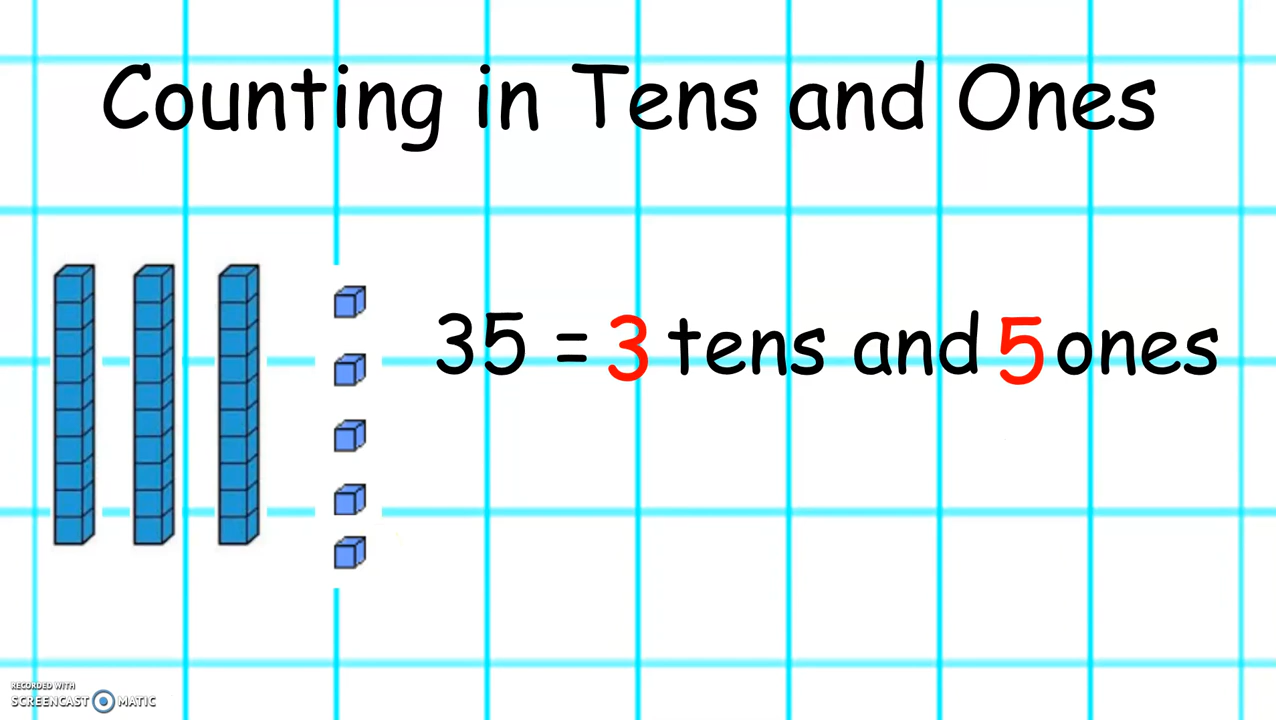 Counting in Tens and Ones
35 = 3 tens and 5 ones
RECORDED WITH
SCREENCAST MATIC